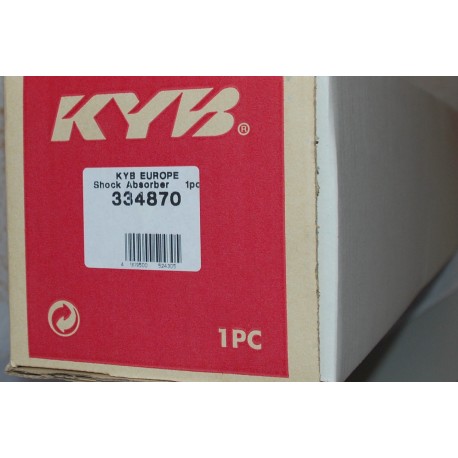 KYB®
KYB EUROPE
Shock Absorber 1pc
334870
1PC